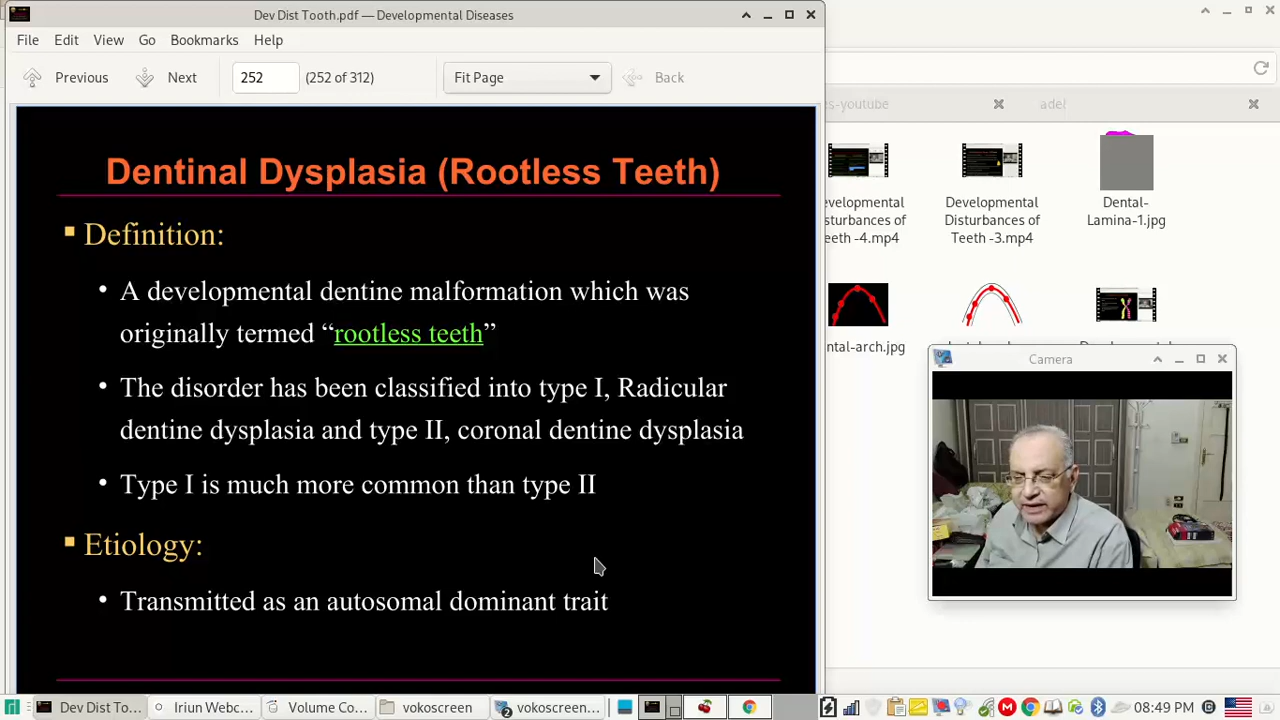 Dev Dist Tooth.pdf — Developmental Diseases
File Edit View Go Bookmarks Help
Previous Next 252 (252 of 312) Fit Page Back
Dentinal Dysplasia (Rootless Teeth)
Definition:
• A developmental dentine malformation which was
originally termed “rootless teeth”
• The disorder has been classified into type I, Radicular
dentine dysplasia and type II, coronal dentine dysplasia
• Type I is much more common than type II
Etiology:
• Transmitted as an autosomal dominant trait
s-youtube
adel
evelopmental
sturbances of
eeth -4.mp4
Developmental
Disturbances of
Teeth -3.mp4
Dental-
Lamina-1.jpg
ntal-arch.jpg
Camera
Dev Dist To... Iriun Webc... Volume Co... vokoscreen 2 08:49 PM